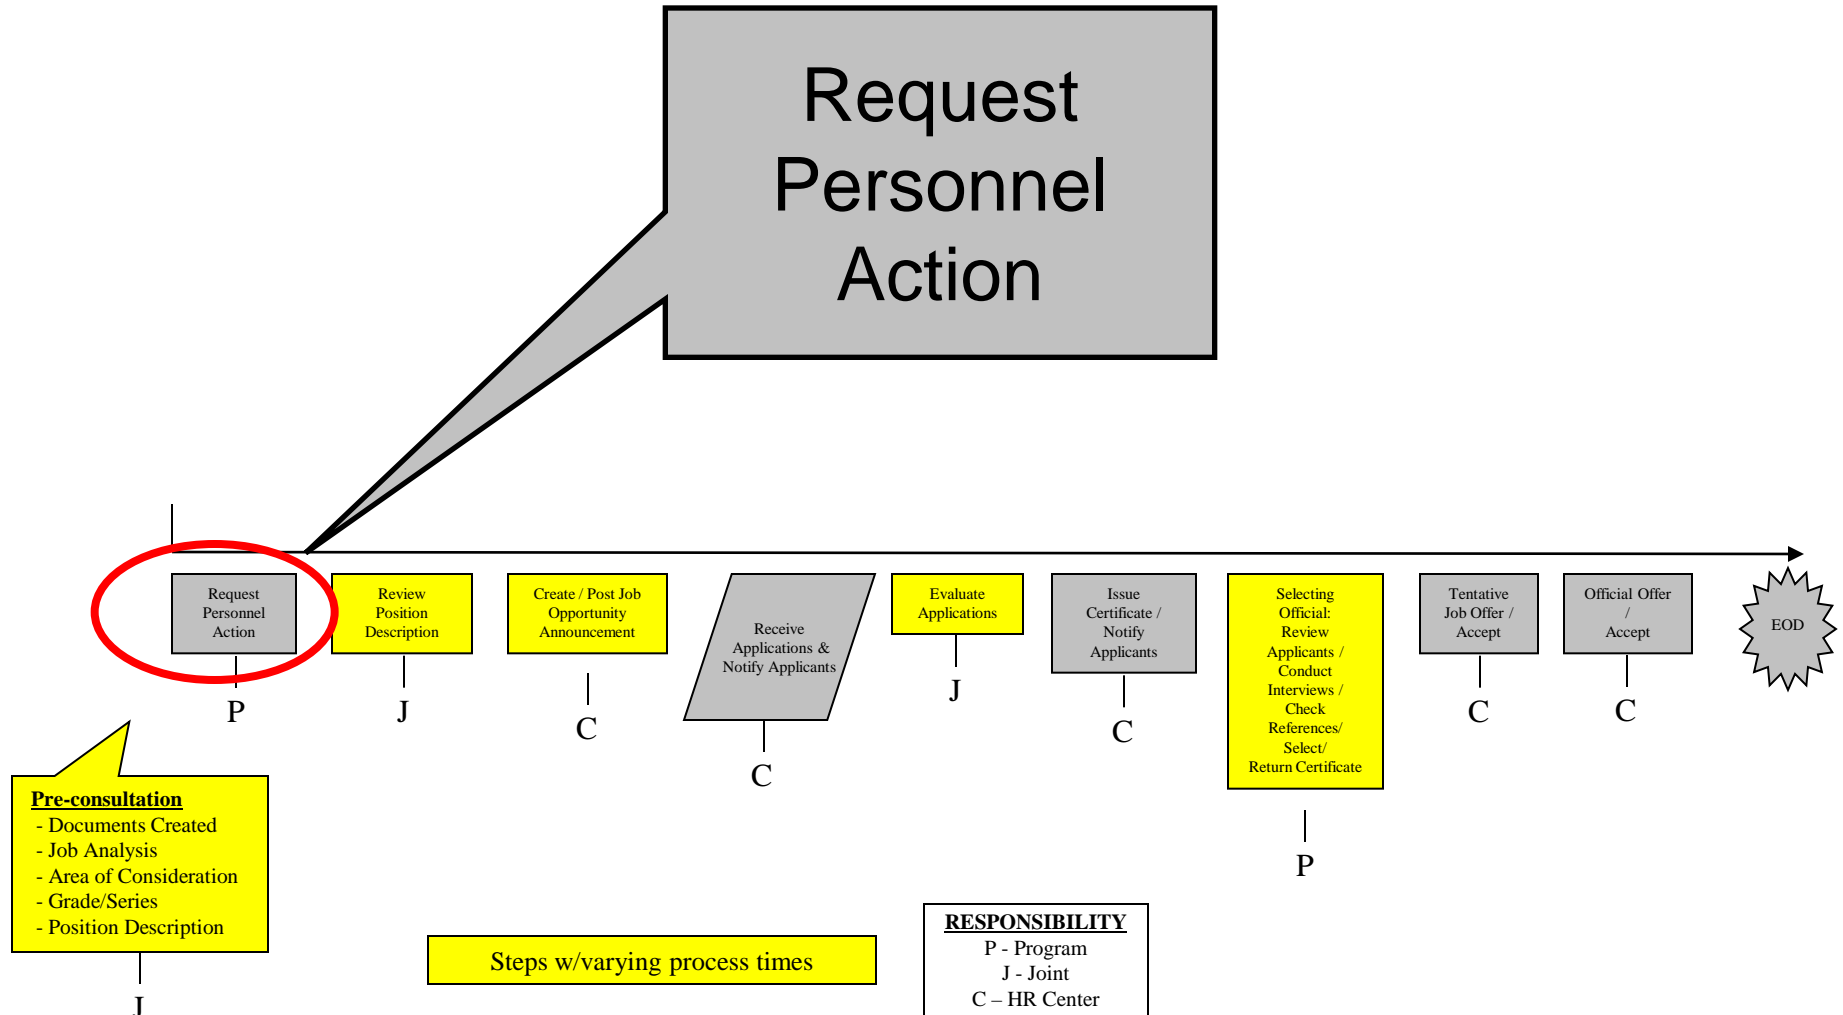 Request
Personnel
Action
Request
Personnel
Action
P
Review
Position
Description
J
Create / Post Job
Opportunity
Announcement
C
Receive
Applications &
Notify Applicants
C
Evaluate
Applications
J
Issue
Certificate /
Notify
Applicants
C
Selecting
Official:
Review
Applicants /
Conduct
Interviews /
Check
References/
Select/
Return Certificate
P
Tentative
Job Offer /
Accept
C
Official Offer
/
Accept
C
EOD
Pre-consultation
- Documents Created
- Job Analysis
- Area of Consideration
- Grade/Series
- Position Description
J
Steps w/varying process times
RESPONSIBILITY
P - Program
J - Joint
C – HR Center